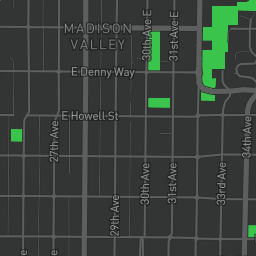 MADISON
VALLEY
30th Ave E
31st Ave E
E Denny Way
E Howell St
27th Ave
34th Ave
30th Ave
31st Ave
33rd Ave
29th Ave
e
e